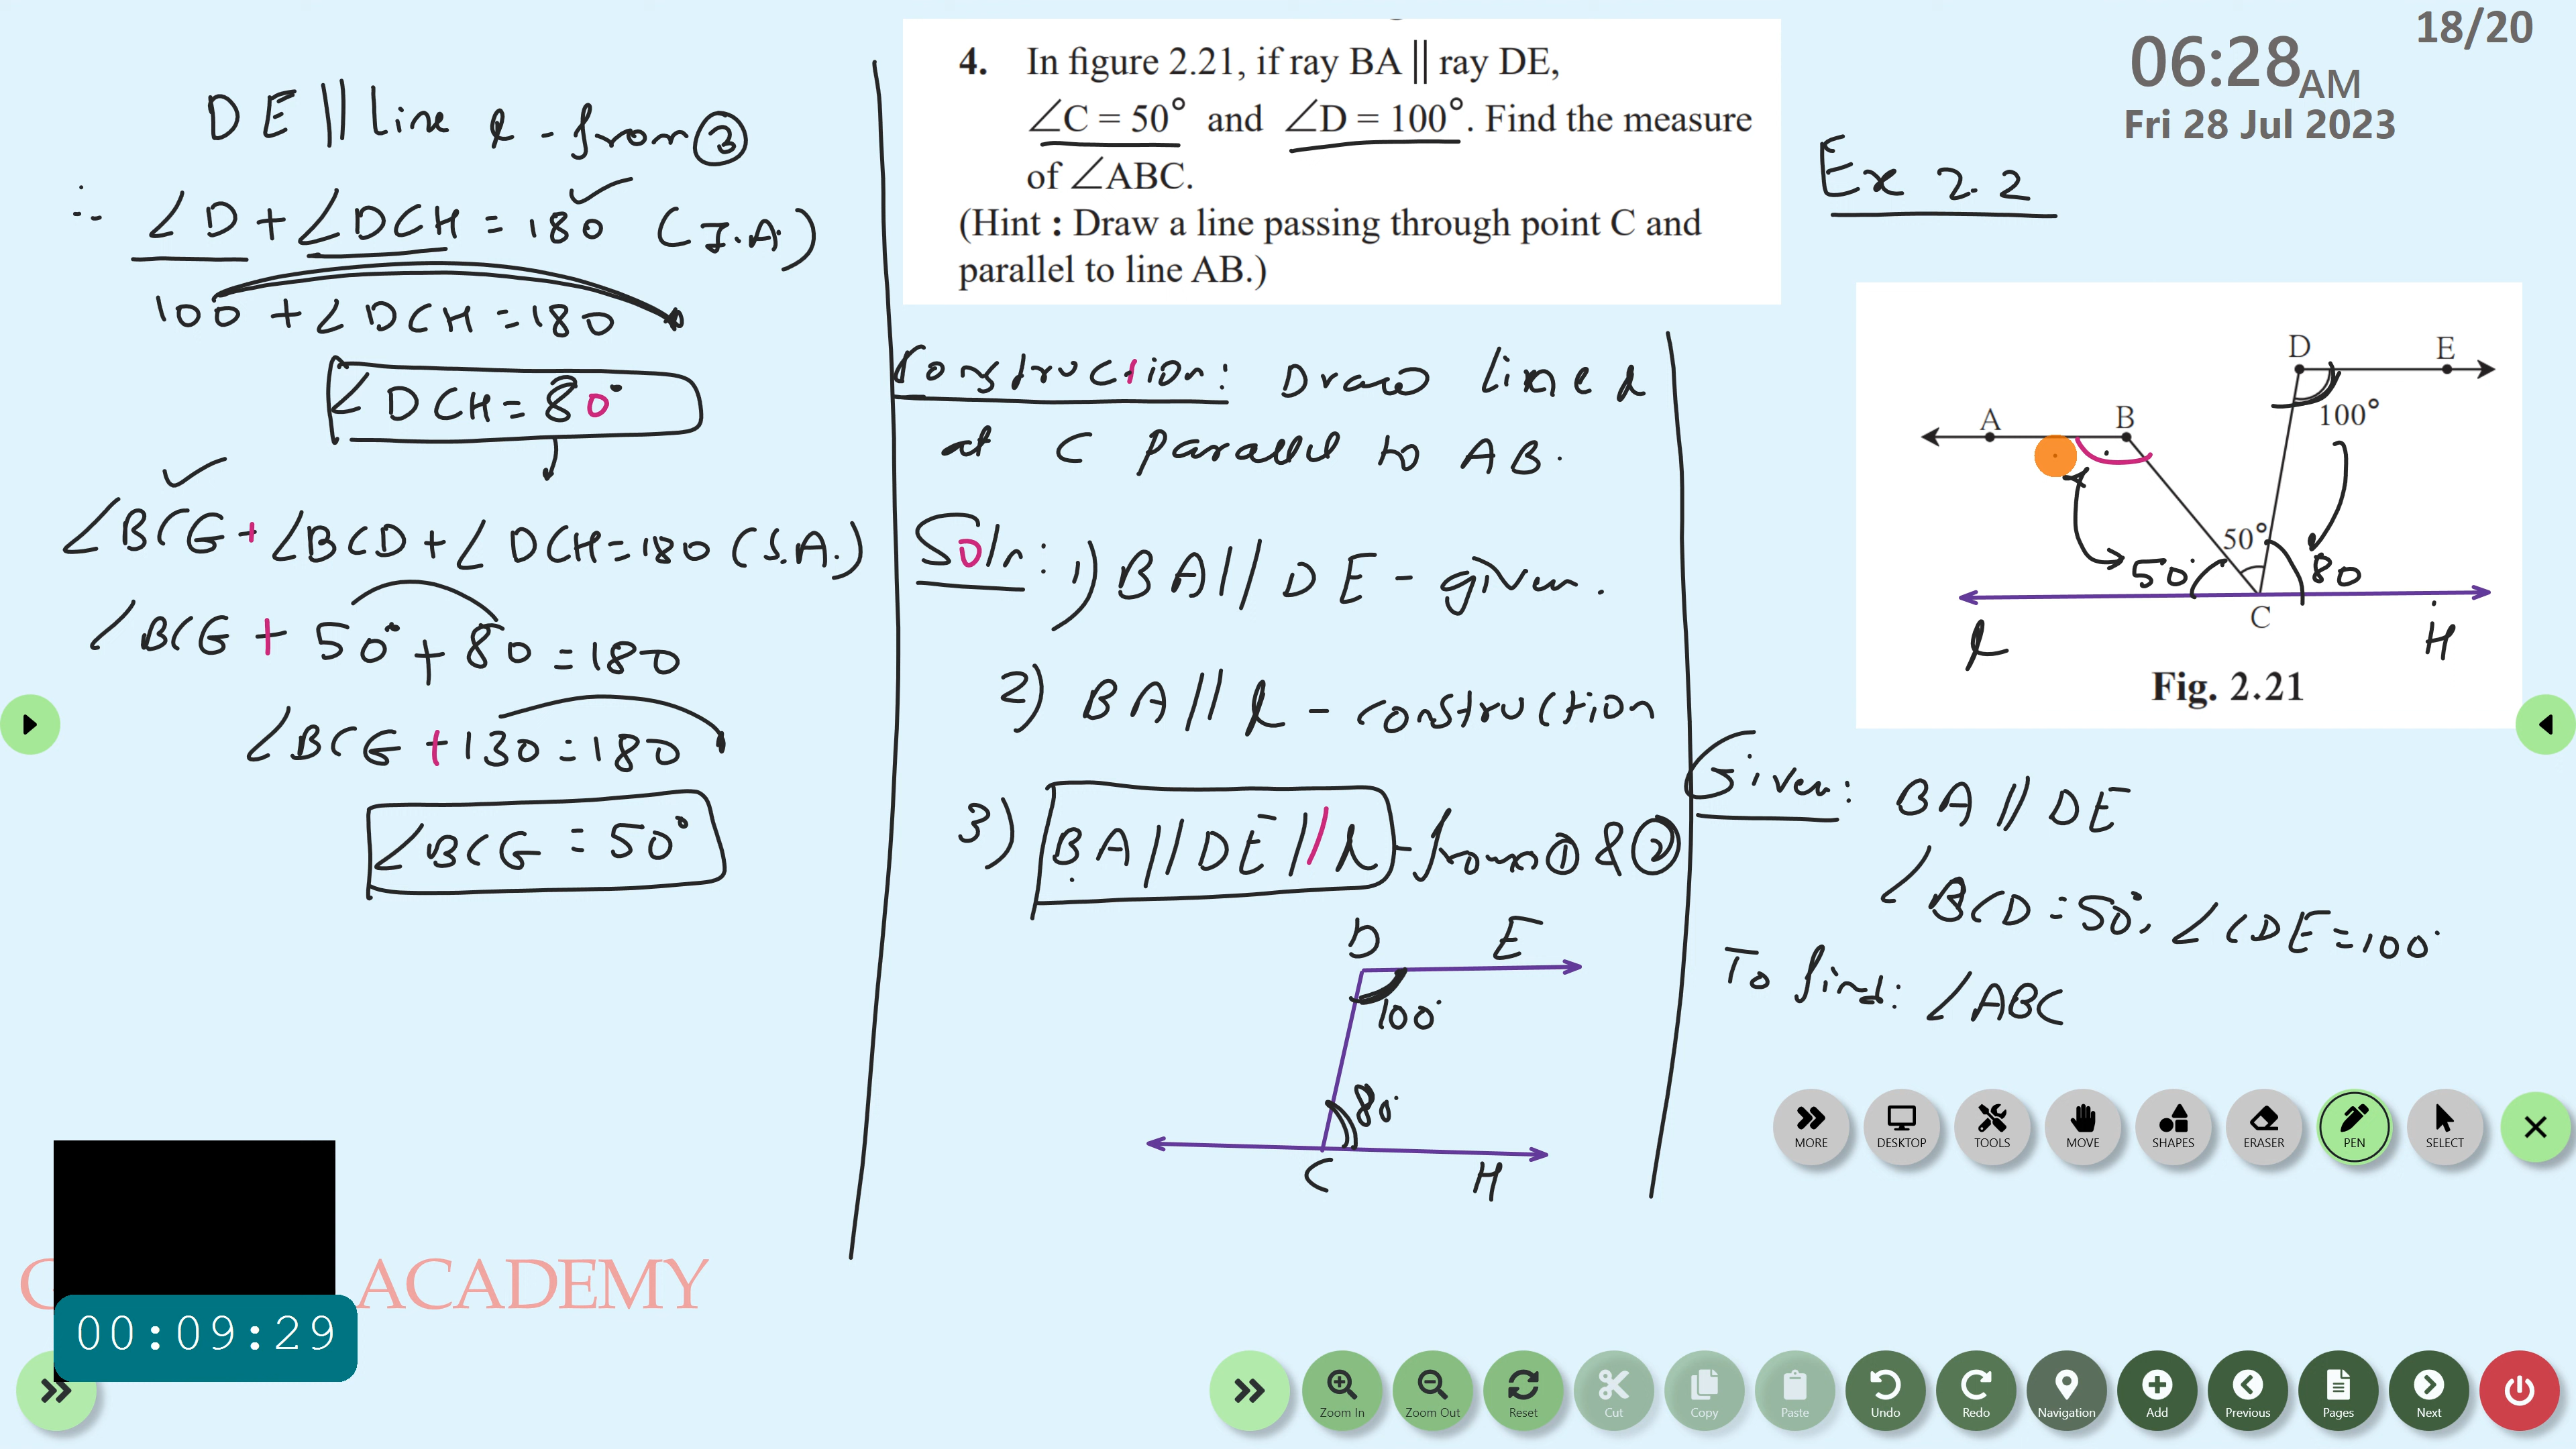 18/20
06:28 AM
Fri 28 Jul 2023
4. In figure 2.21, if ray BA || ray DE,
∠C = 50° and ∠D = 100°. Find the measure
of ∠ABC.
(Hint : Draw a line passing through point C and
parallel to line AB.)
Ex 2.2
D E
100°
A B
50°
50° 80
C
l H
Fig. 2.21
Given: BA // DE
∠BCD = 50°, ∠CDE = 100°
To find: ∠ABC
Construction: Draw line l
at C parallel to AB.
Soln: 1) BA // DE - given.
2) BA // l - construction
3) BA // DE // l - from ① & ②
D E
100°
80°
C H
DE || line l - from ③
∴ ∠D + ∠DCH = 180 (I.A)
100 + ∠DCH = 180
∠DCH = 80°
∠BCG + ∠BCD + ∠DCH = 180 (S.A.)
∠BCG + 50° + 80 = 180
∠BCG + 130 = 180
∠BCG = 50°
MORE DESKTOP TOOLS MOVE SHAPES ERASER PEN SELECT
C ACADEMY
00:09:29
Zoom In Zoom Out Reset Cut Copy Paste Undo Redo Navigation Add Previous Pages Next